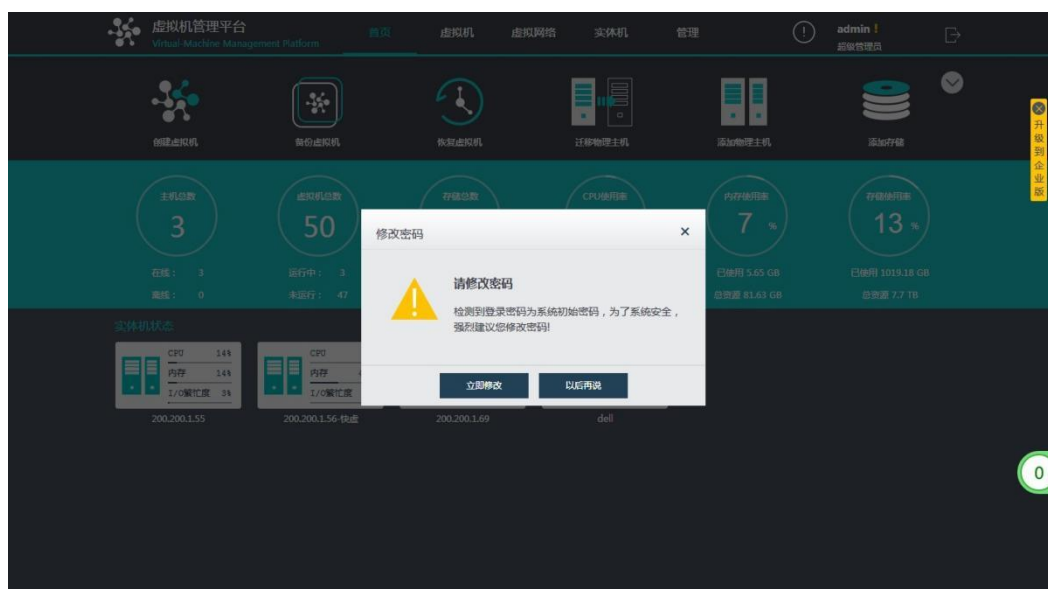 虚拟机管理平台
Virtual-Machine Management Platform
首页 虚拟机 虚拟网络 实体机 管理
admin !
超级管理员
创建虚拟机 备份虚拟机 恢复虚拟机 迁移物理主机 添加物理主机 添加存储
升级到企业版
主机总数 虚拟机总数 存储总数 CPU使用率 内存使用率 存储使用率
3 50 7 % 13 %
在线: 3 运行中: 3 已使用 5.65 GB 已使用 1019.18 GB
离线: 0 未运行: 47 总资源 81.63 GB 总资源 7.7 TB
修改密码
请修改密码
检测到登录密码为系统初始密码,为了系统安全,
强烈建议您修改密码!
立即修改 以后再说
实体机状态
CPU 14% CPU
内存 14% 内存
I/O繁忙度 3% I/O繁忙度
200.200.1.55 200.200.1.56-快虚 200.200.1.69 dell
0